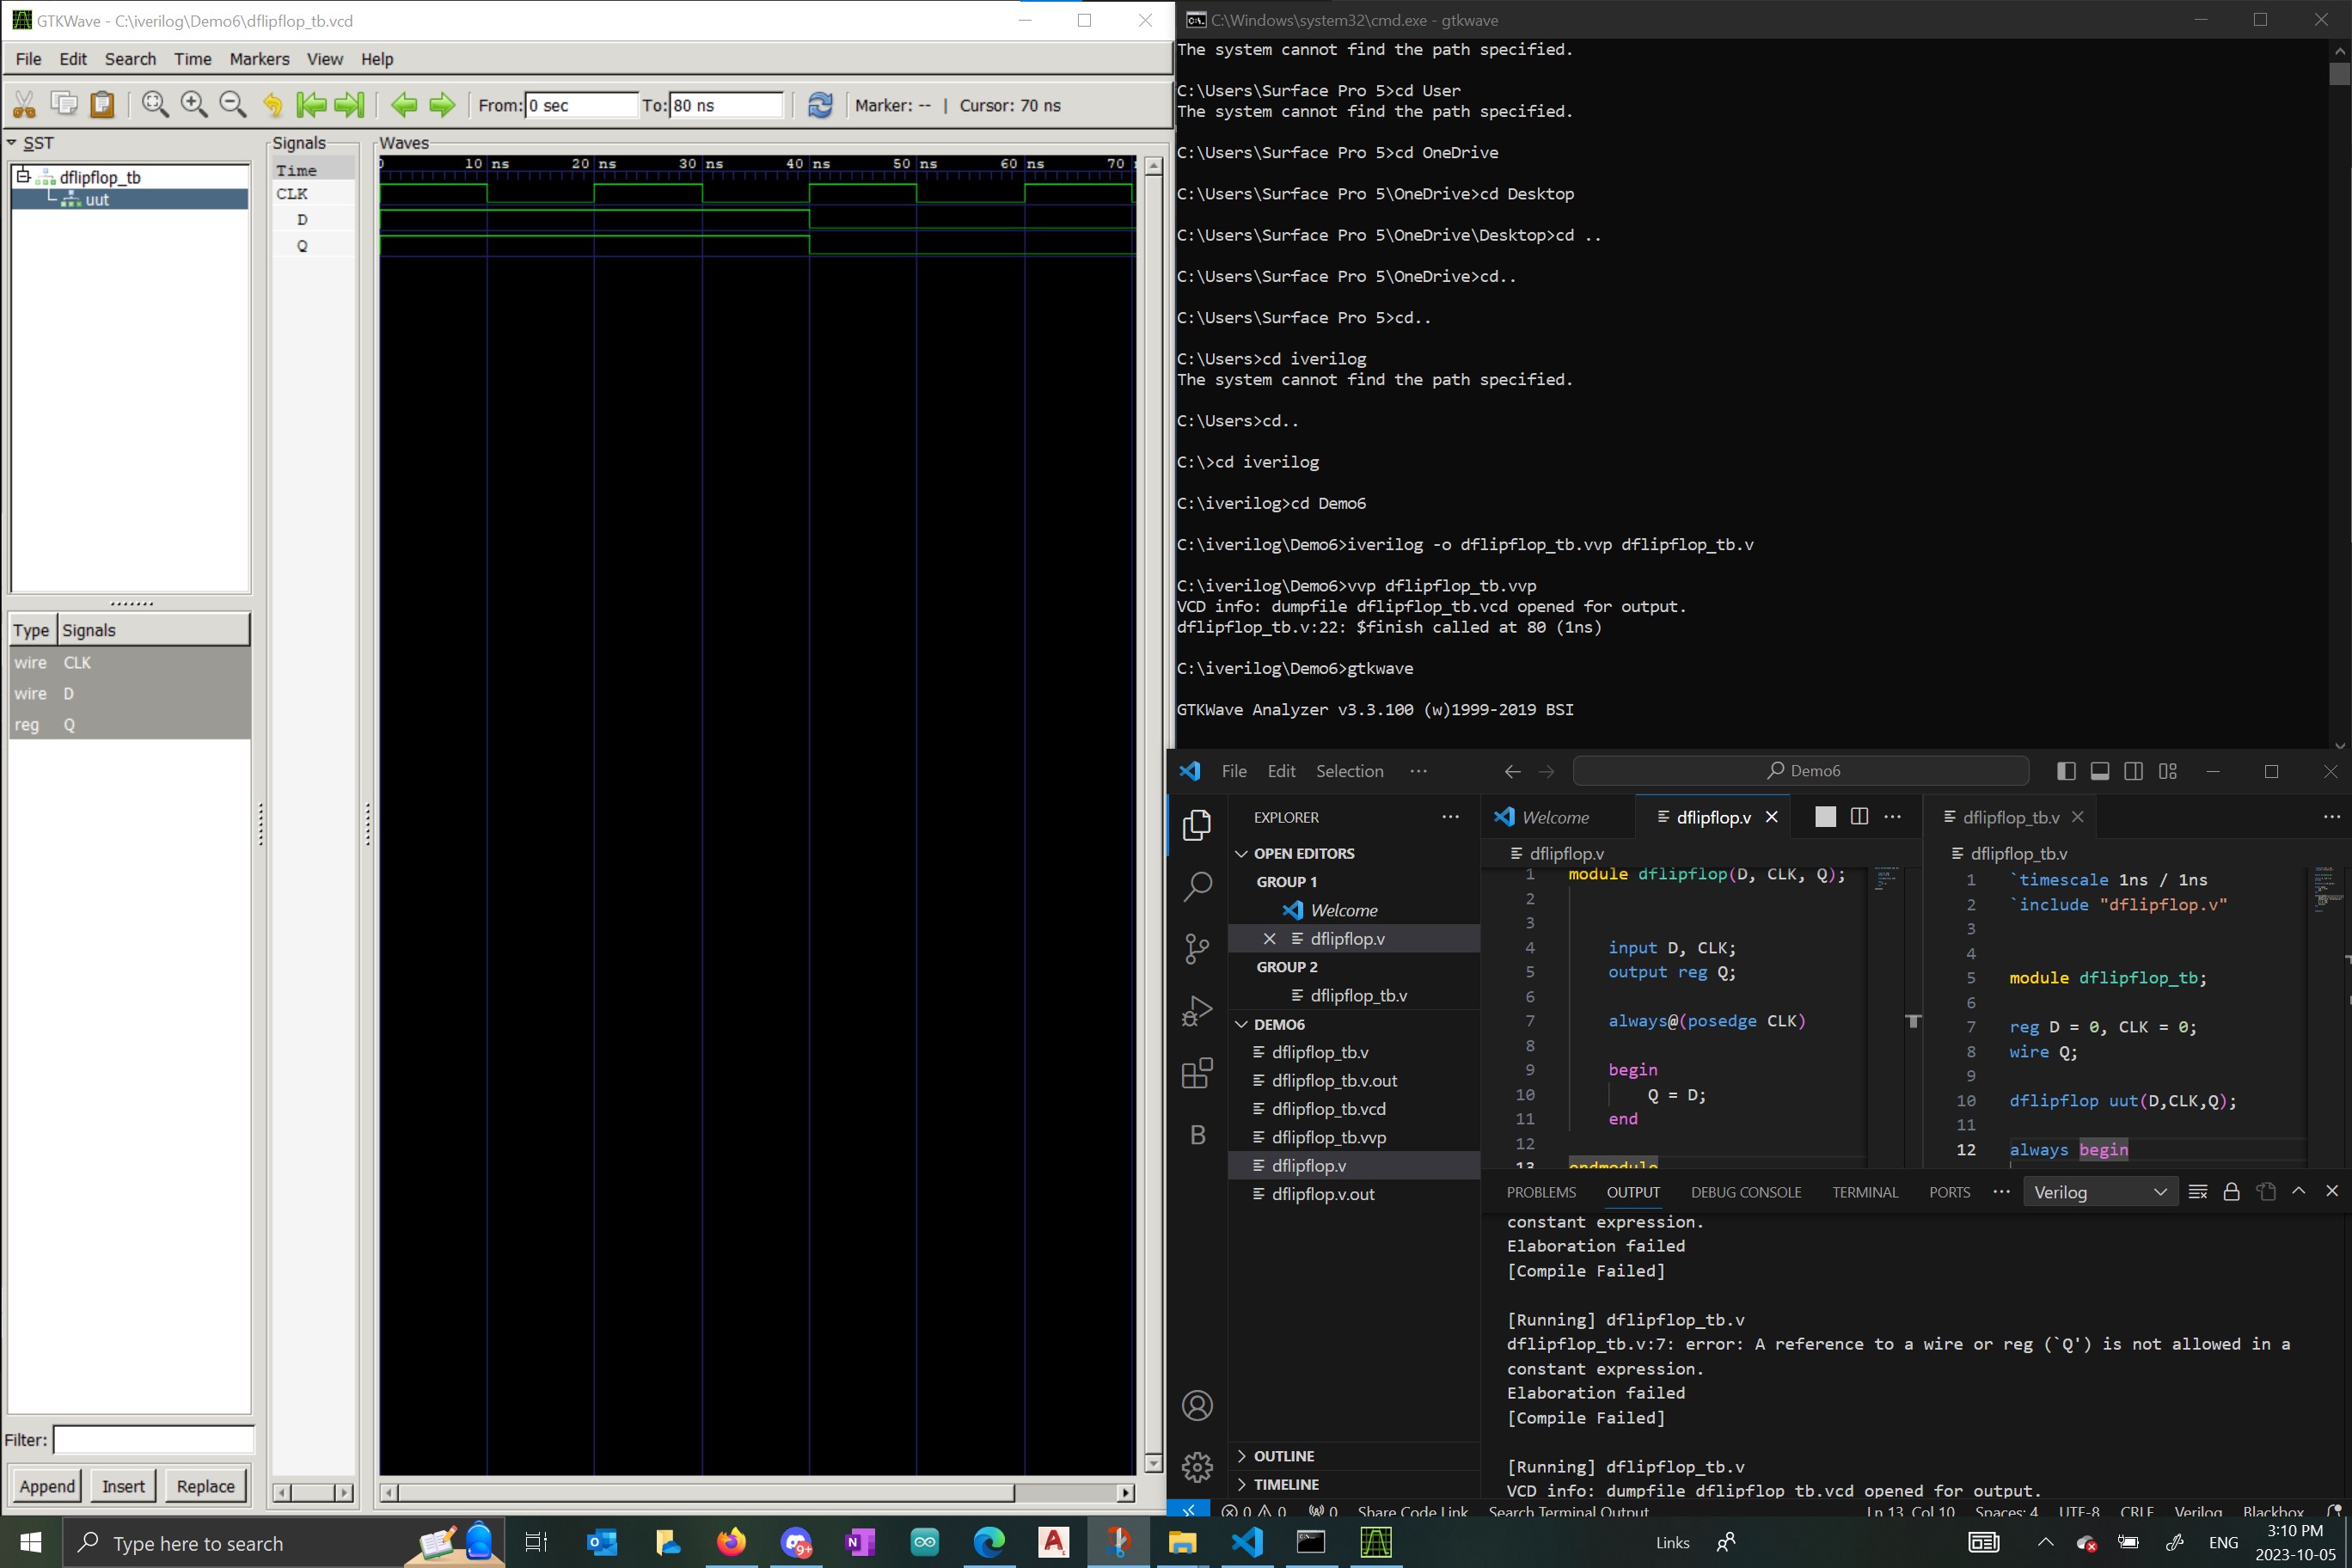 GTKWave - C:\iverilog\Demo6\dflipflop_tb.vcd
File Edit Search Time Markers View Help
From: 0 sec To: 80 ns Marker: -- | Cursor: 70 ns
SST
dflipflop_tb
uut
Type Signals
wire CLK
wire D
reg Q
Filter:
Append Insert Replace
Signals
Time
CLK
D
Q
Waves
10 ns 20 ns 30 ns 40 ns 50 ns 60 ns 70
C:\Windows\system32\cmd.exe - gtkwave
The system cannot find the path specified.
C:\Users\Surface Pro 5>cd User
The system cannot find the path specified.
C:\Users\Surface Pro 5>cd OneDrive
C:\Users\Surface Pro 5\OneDrive>cd Desktop
C:\Users\Surface Pro 5\OneDrive\Desktop>cd ..
C:\Users\Surface Pro 5\OneDrive>cd..
C:\Users\Surface Pro 5>cd..
C:\Users>cd iverilog
The system cannot find the path specified.
C:\Users>cd..
C:\>cd iverilog
C:\iverilog>cd Demo6
C:\iverilog\Demo6>iverilog -o dflipflop_tb.vvp dflipflop_tb.v
C:\iverilog\Demo6>vvp dflipflop_tb.vvp
VCD info: dumpfile dflipflop_tb.vcd opened for output.
dflipflop_tb.v:22: $finish called at 80 (1ns)
C:\iverilog\Demo6>gtkwave
GTKWave Analyzer v3.3.100 (w)1999-2019 BSI
File Edit Selection ··· Demo6
EXPLORER
OPEN EDITORS
GROUP 1
Welcome
dflipflop.v
GROUP 2
dflipflop_tb.v
DEMO6
dflipflop_tb.v
dflipflop_tb.v.out
dflipflop_tb.vcd
dflipflop_tb.vvp
dflipflop.v
dflipflop.v.out
OUTLINE
TIMELINE
B
Welcome dflipflop.v
dflipflop.v
1 module dflipflop(D, CLK, Q);
2
3
4 input D, CLK;
5 output reg Q;
6
7 always@(posedge CLK)
8
9 begin
10 Q = D;
11 end
12
13 endmodule
dflipflop_tb.v
dflipflop_tb.v
1 `timescale 1ns / 1ns
2 `include "dflipflop.v"
3
4
5 module dflipflop_tb;
6
7 reg D = 0, CLK = 0;
8 wire Q;
9
10 dflipflop uut(D,CLK,Q);
11
12 always begin
PROBLEMS OUTPUT DEBUG CONSOLE TERMINAL PORTS ··· Verilog
constant expression.
Elaboration failed
[Compile Failed]
[Running] dflipflop_tb.v
dflipflop_tb.v:7: error: A reference to a wire or reg (`Q') is not allowed in a
constant expression.
Elaboration failed
[Compile Failed]
[Running] dflipflop_tb.v
VCD info: dumpfile dflipflop_tb.vcd opened for output.
0 0 0 Share Code Link Search Terminal Output Ln 13, Col 10 Spaces: 4 UTF-8 CRLF Verilog Blackbox
Type here to search
9+
Links
ENG
3:10 PM
2023-10-05